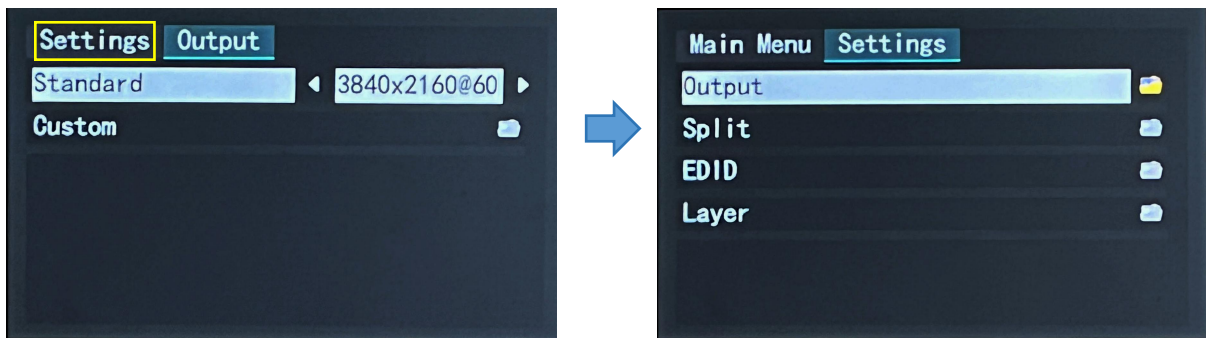 Settings Output
Standard 3840x2160@60
Custom
Main Menu Settings
Output
Split
EDID
Layer